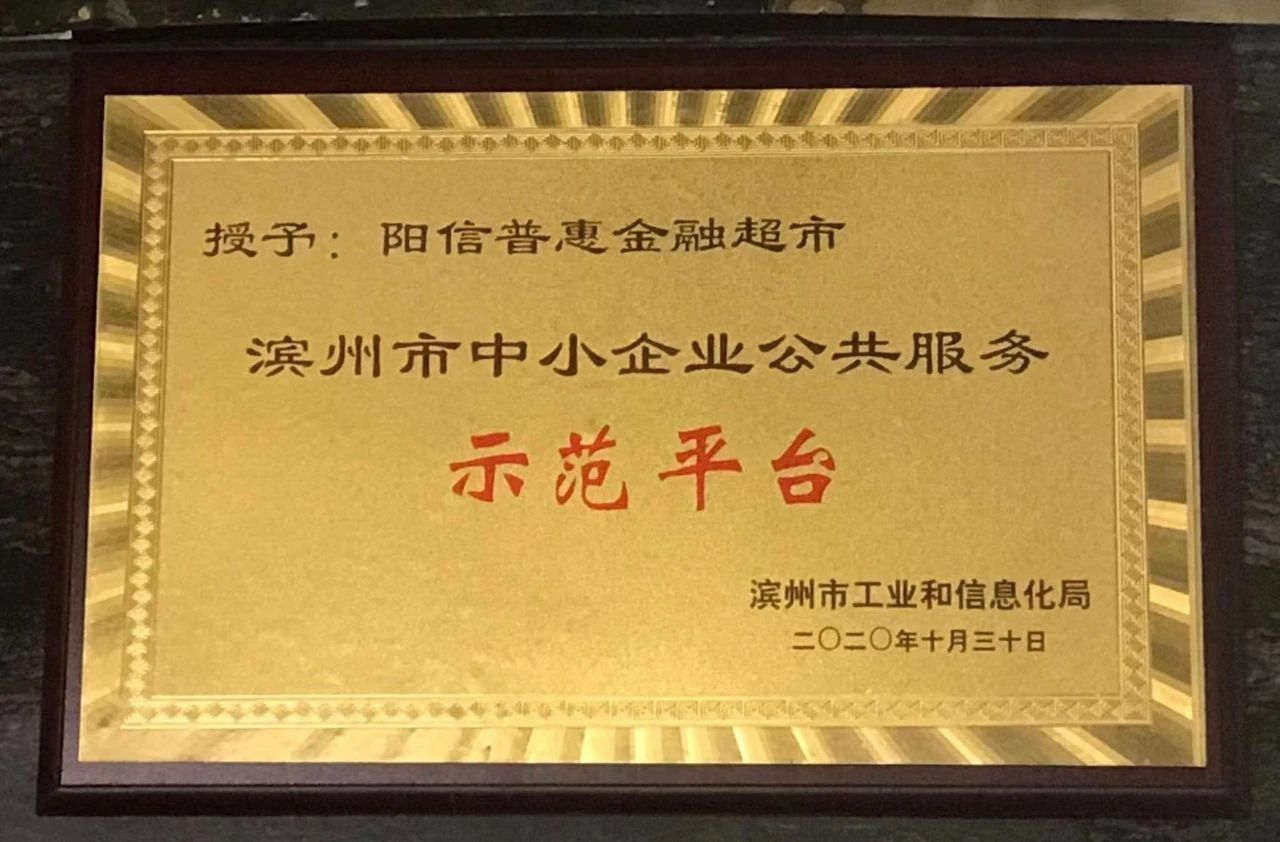 授予：阳信普惠金融超市
滨州市中小企业公共服务
示范平台
滨州市工业和信息化局
二〇二〇年十月三十日